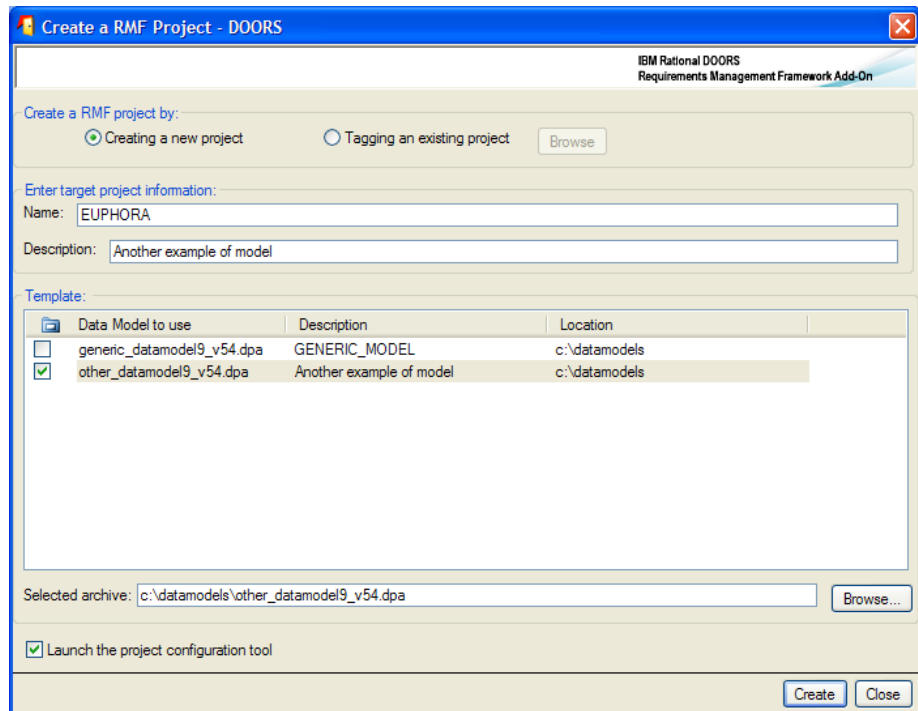 Create a RMF Project - DOORS
IBM Rational DOORS
Requirements Management Framework Add-On
Create a RMF project by:
Creating a new project Tagging an existing project Browse
Enter target project information:
Name: EUPHORA
Description: Another example of model
Template:
Data Model to use Description Location
generic_datamodel9_v54.dpa GENERIC_MODEL c:\datamodels
other_datamodel9_v54.dpa Another example of model c:\datamodels
Selected archive: c:\datamodels\other_datamodel9_v54.dpa Browse...
Launch the project configuration tool
Create Close